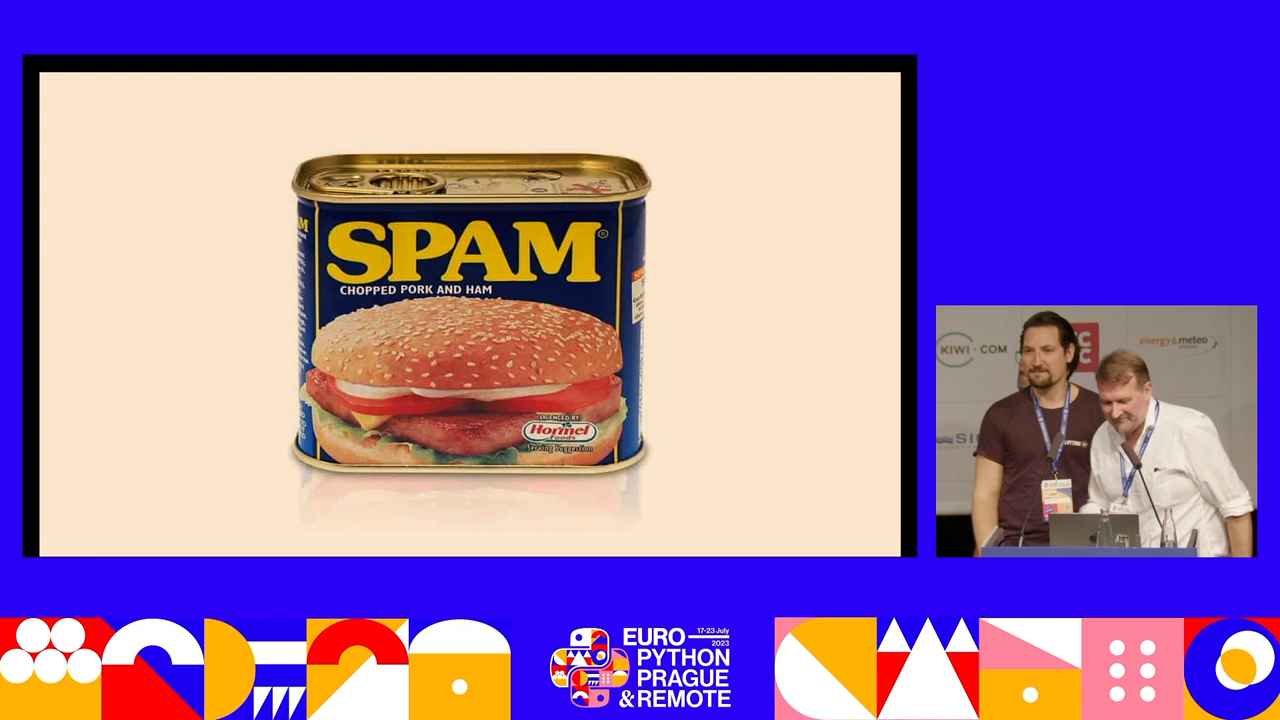 SPAM®
CHOPPED PORK AND HAM
LICENCED BY:
Hormel
Foods
Serving Suggestion
KIWI-COM
energy & meteo
EURO
17-23 July
2023
PYTHON
PRAGUE
& REMOTE